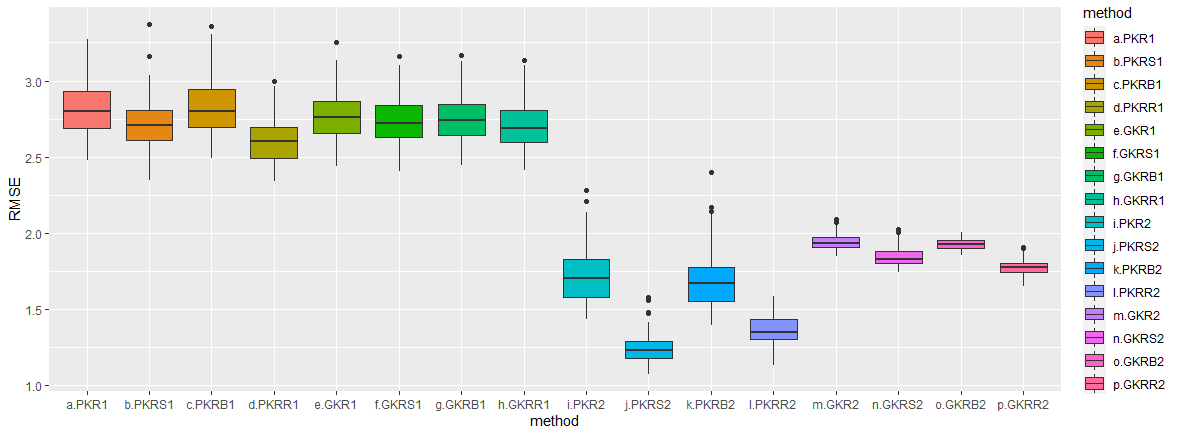 RMSE
3.0
2.5
2.0
1.5
1.0
a.PKR1 b.PKRS1 c.PKRB1 d.PKRR1 e.GKR1 f.GKRS1 g.GKRB1 h.GKRR1 i.PKR2 j.PKRS2 k.PKRB2 l.PKRR2 m.GKR2 n.GKRS2 o.GKRB2 p.GKRR2
method
method
a.PKR1
b.PKRS1
c.PKRB1
d.PKRR1
e.GKR1
f.GKRS1
g.GKRB1
h.GKRR1
i.PKR2
j.PKRS2
k.PKRB2
l.PKRR2
m.GKR2
n.GKRS2
o.GKRB2
p.GKRR2